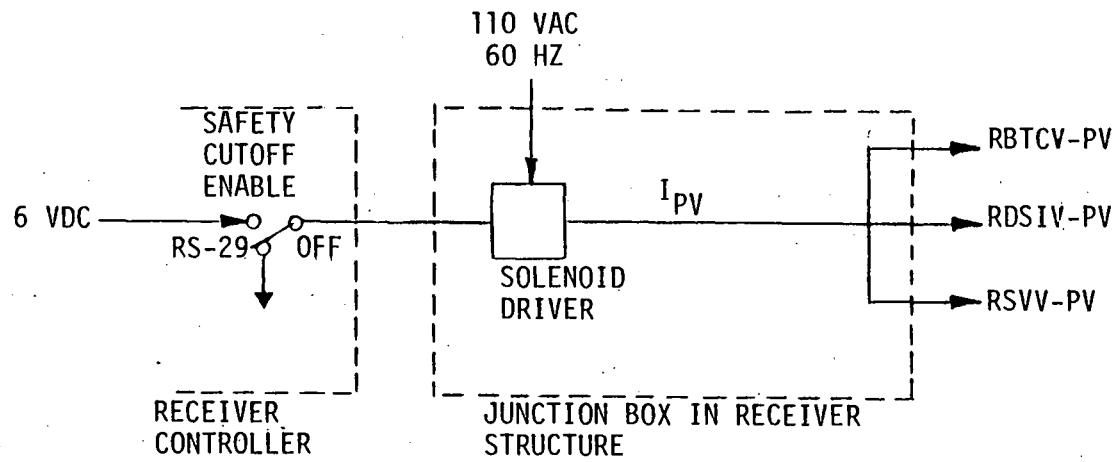 110 VAC
60 HZ
SAFETY
CUTOFF
ENABLE
6 VDC
RS-29
OFF
I PV
SOLENOID
DRIVER
RBTCV-PV
RDSIV-PV
RSVV-PV
RECEIVER
CONTROLLER
JUNCTION BOX IN RECEIVER
STRUCTURE